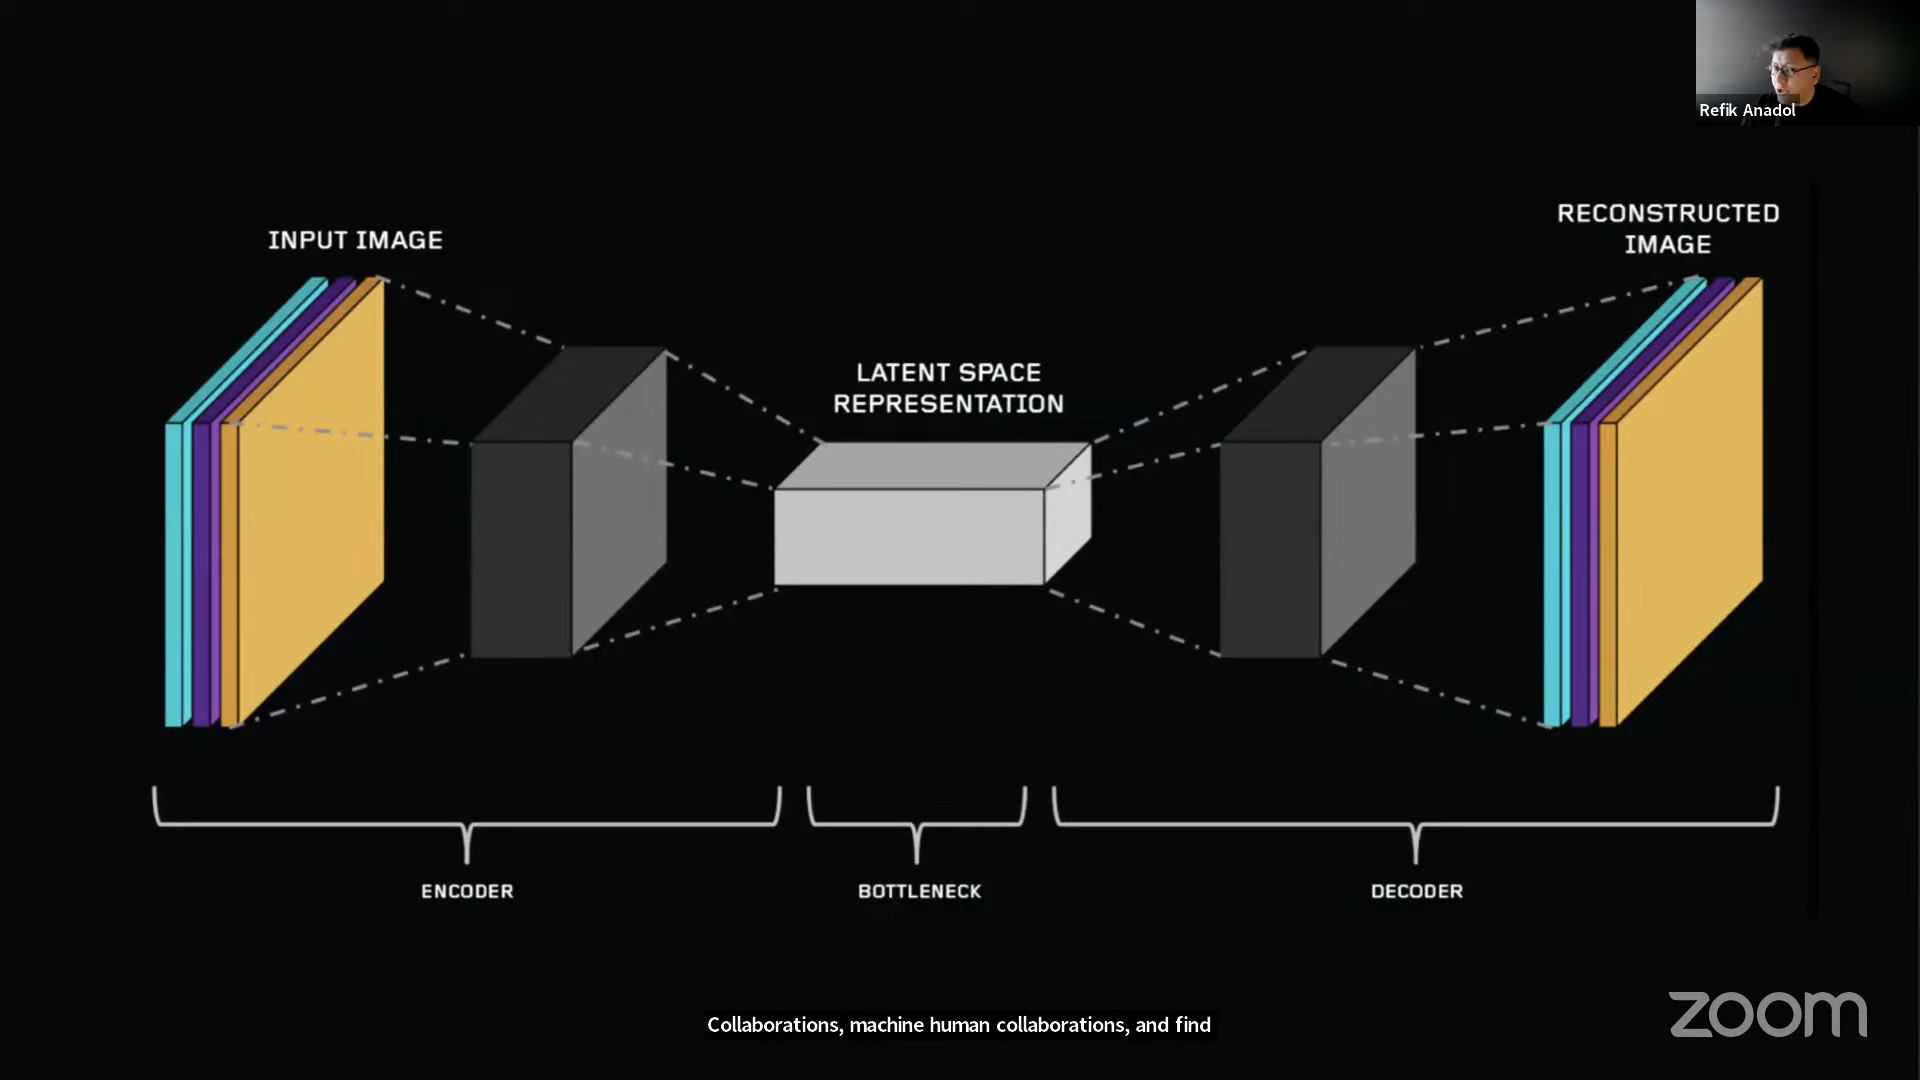 Refik Anadol
INPUT IMAGE
RECONSTRUCTED
IMAGE
LATENT SPACE
REPRESENTATION
ENCODER
BOTTLENECK
DECODER
Collaborations, machine human collaborations, and find
zoom